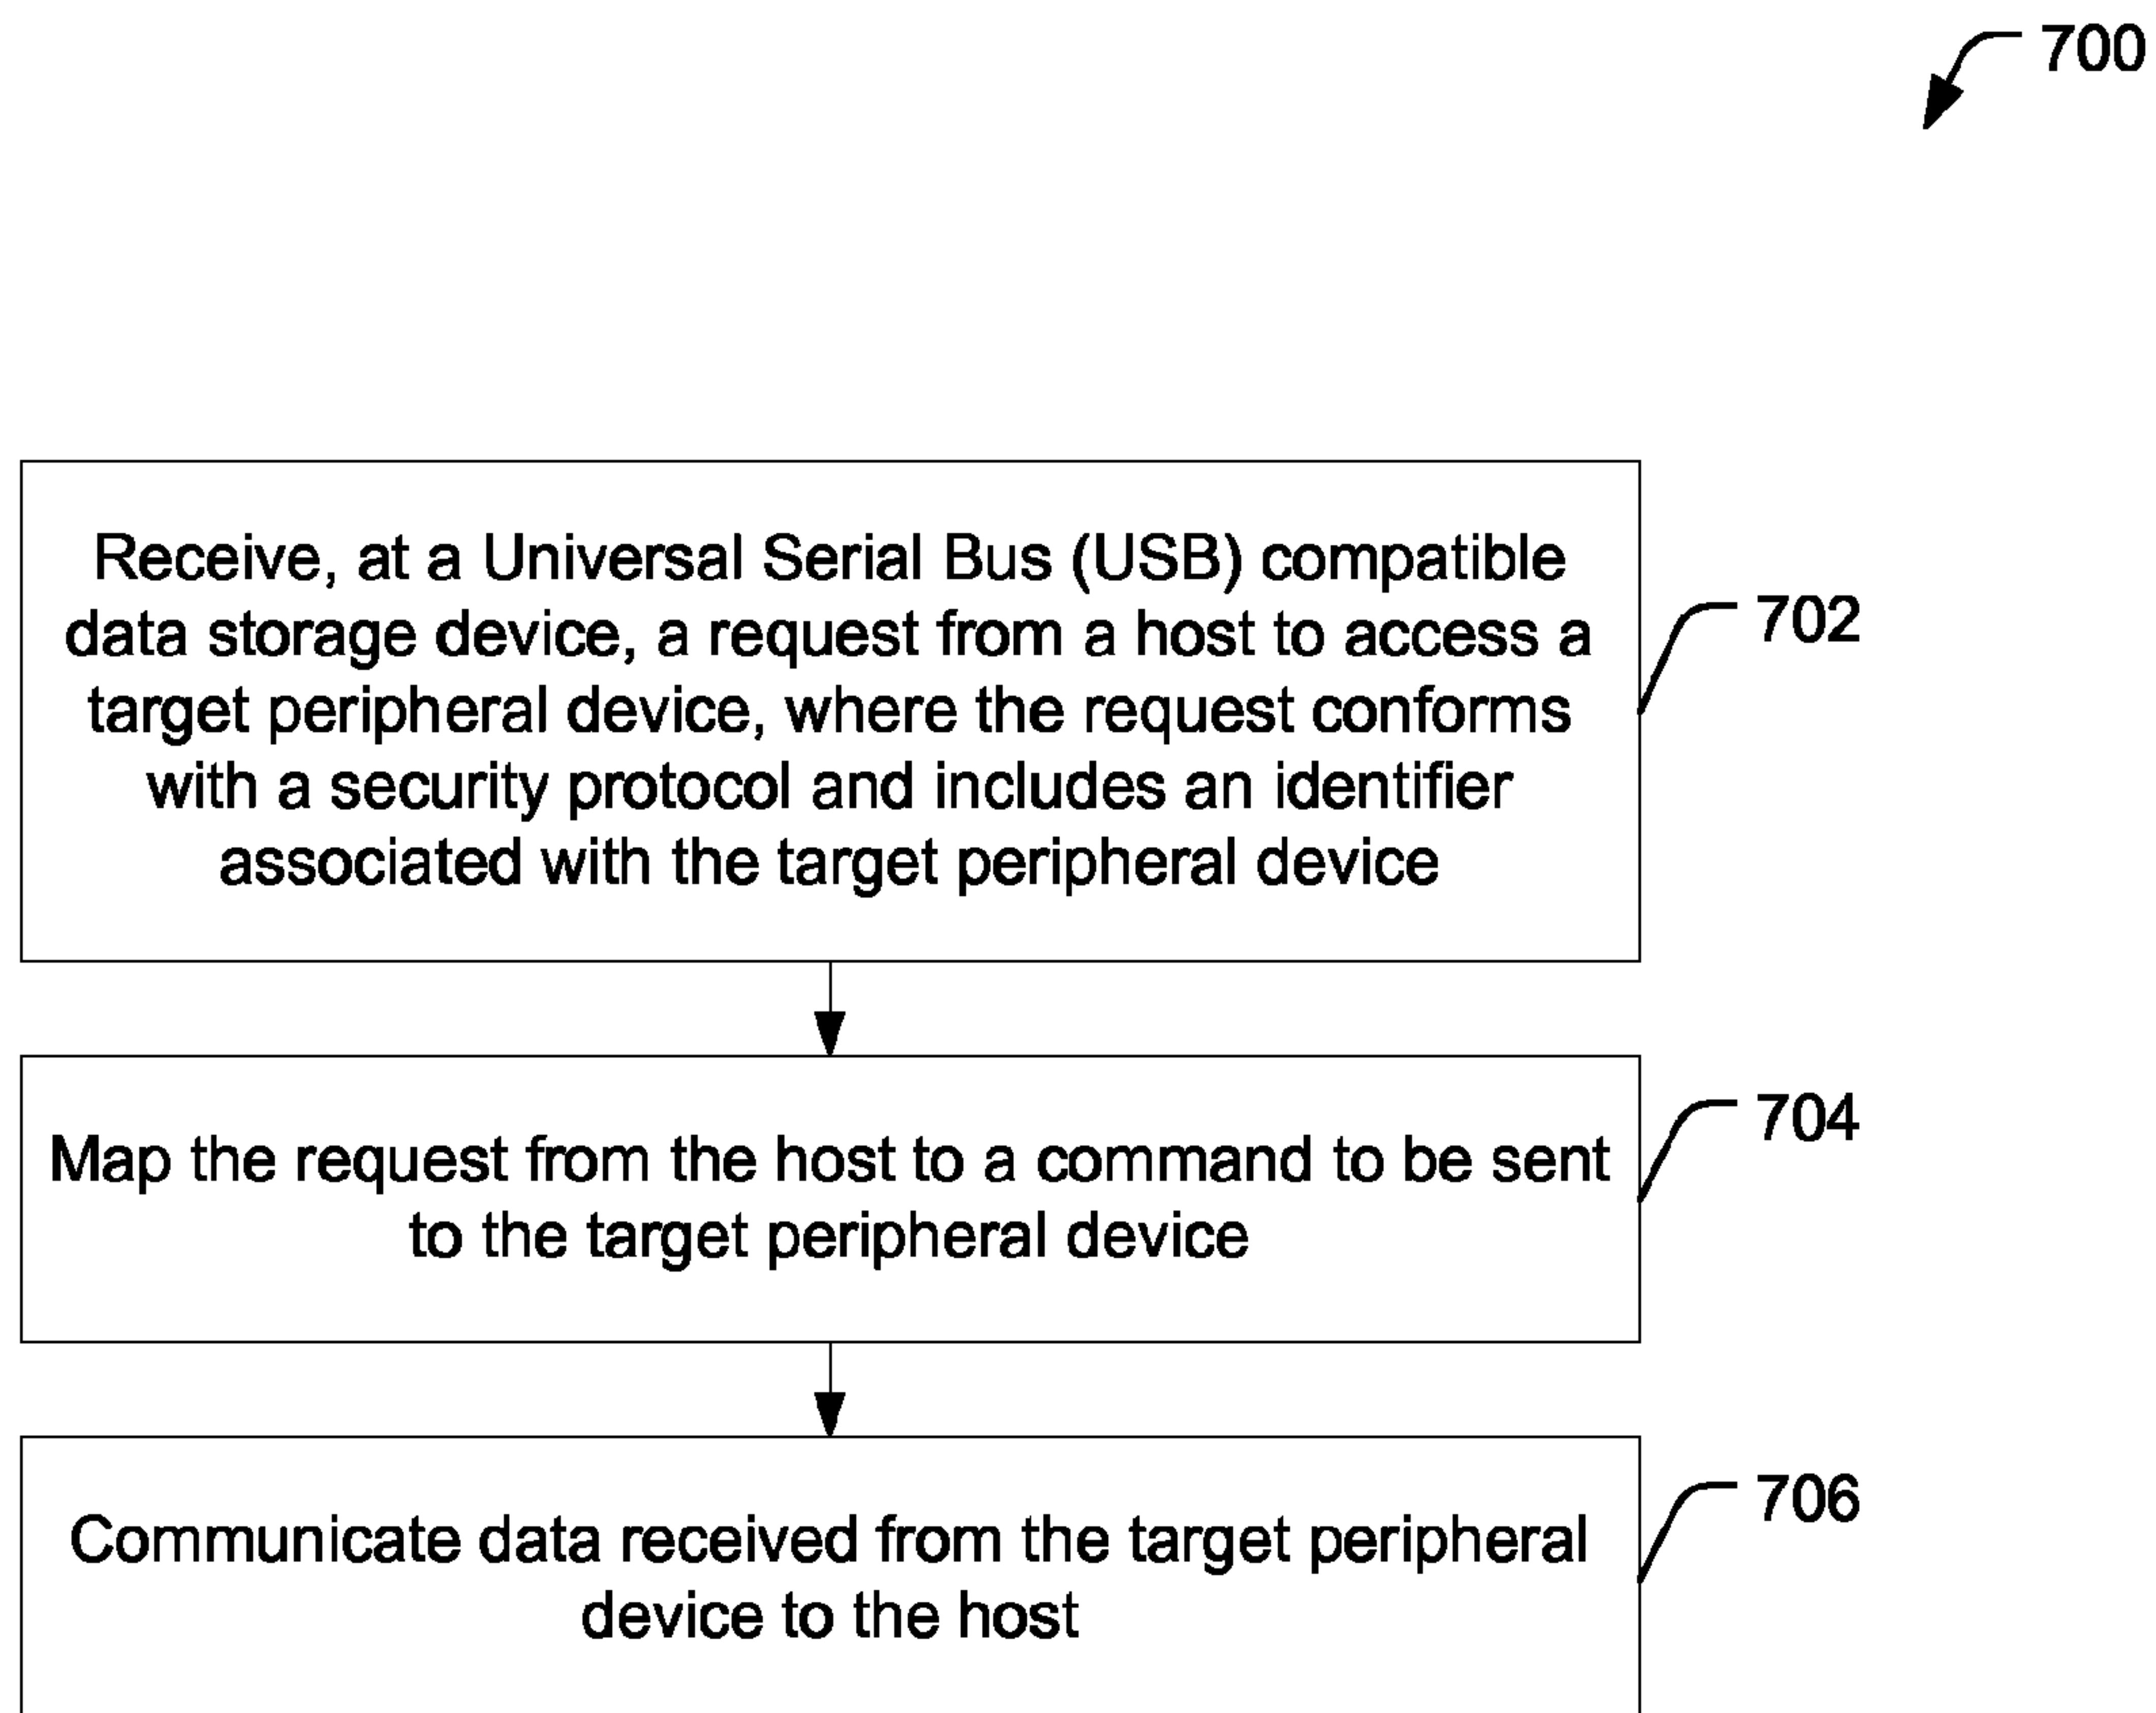 700
Receive, at a Universal Serial Bus (USB) compatible
data storage device, a request from a host to access a
target peripheral device, where the request conforms
with a security protocol and includes an identifier
associated with the target peripheral device
702
Map the request from the host to a command to be sent
to the target peripheral device
704
Communicate data received from the target peripheral
device to the host
706